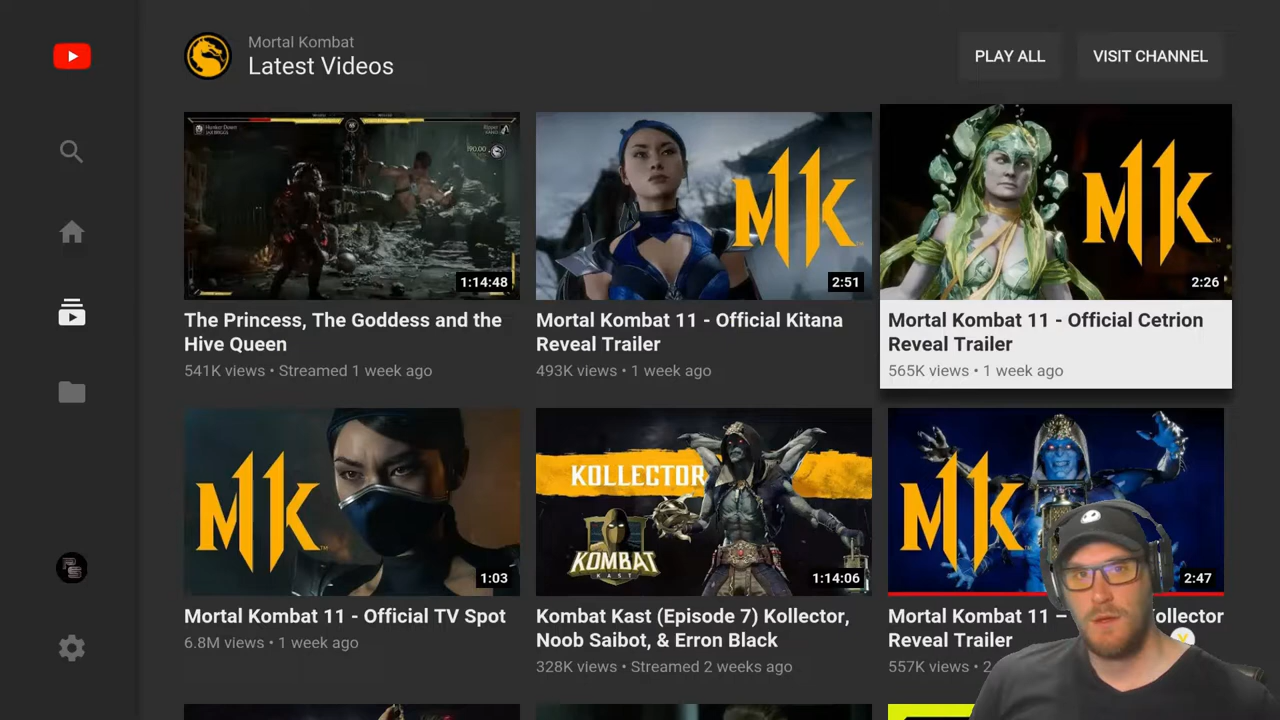 Mortal Kombat
Latest Videos
PLAY ALL
VISIT CHANNEL
1:14:48
2:51
2:26
MK
MK
The Princess, The Goddess and the
Hive Queen
541K views • Streamed 1 week ago
Mortal Kombat 11 - Official Kitana
Reveal Trailer
493K views • 1 week ago
Mortal Kombat 11 - Official Cetrion
Reveal Trailer
565K views • 1 week ago
MK
1:03
KOLLECTOR
KOMBAT
KAST
1:14:06
MK
2:47
Mortal Kombat 11 - Official TV Spot
6.8M views • 1 week ago
Kombat Kast (Episode 7) Kollector,
Noob Saibot, & Erron Black
328K views • Streamed 2 weeks ago
Mortal Kombat 11 – ollector
Reveal Trailer
557K views • 2
Y